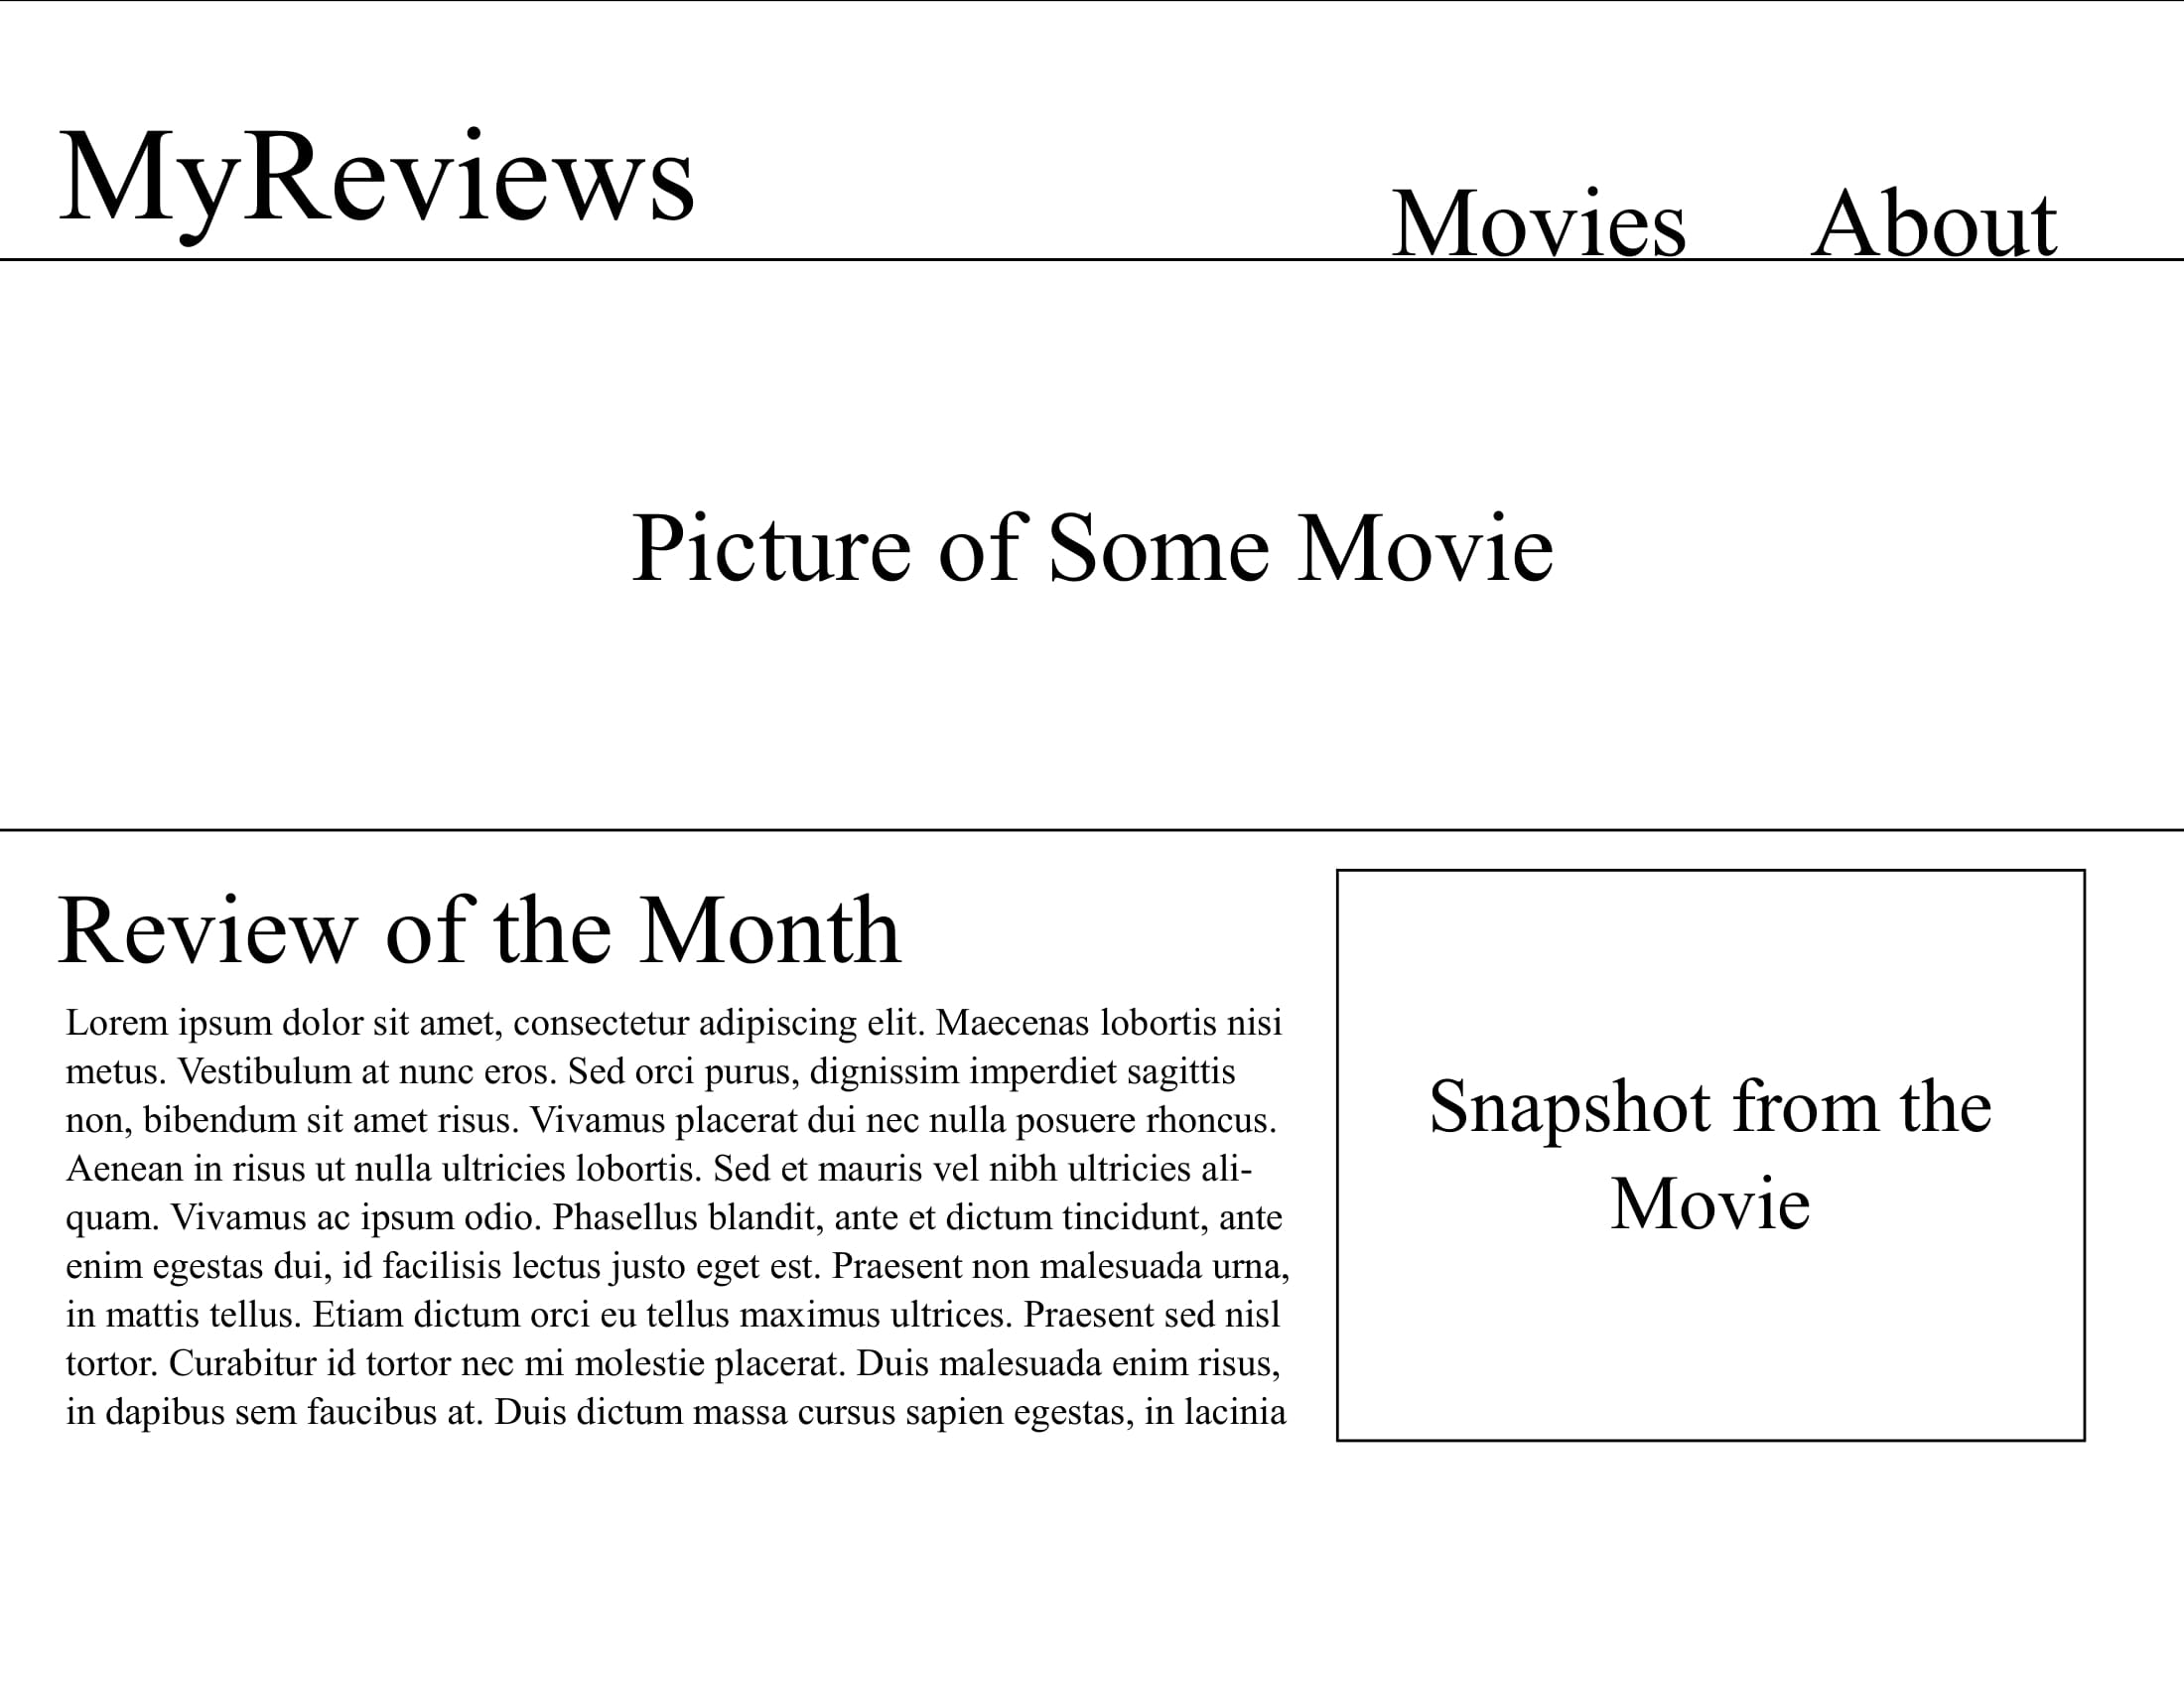 MyReviews
Movies
About
Picture of Some Movie
Review of the Month
Lorem ipsum dolor sit amet, consectetur adipiscing elit. Maecenas lobortis nisi
metus. Vestibulum at nunc eros. Sed orci purus, dignissim imperdiet sagittis
non, bibendum sit amet risus. Vivamus placerat dui nec nulla posuere rhoncus.
Aenean in risus ut nulla ultricies lobortis. Sed et mauris vel nibh ultricies ali-
quam. Vivamus ac ipsum odio. Phasellus blandit, ante et dictum tincidunt, ante
enim egestas dui, id facilisis lectus justo eget est. Praesent non malesuada urna,
in mattis tellus. Etiam dictum orci eu tellus maximus ultrices. Praesent sed nisl
tortor. Curabitur id tortor nec mi molestie placerat. Duis malesuada enim risus,
in dapibus sem faucibus at. Duis dictum massa cursus sapien egestas, in lacinia
Snapshot from the
Movie